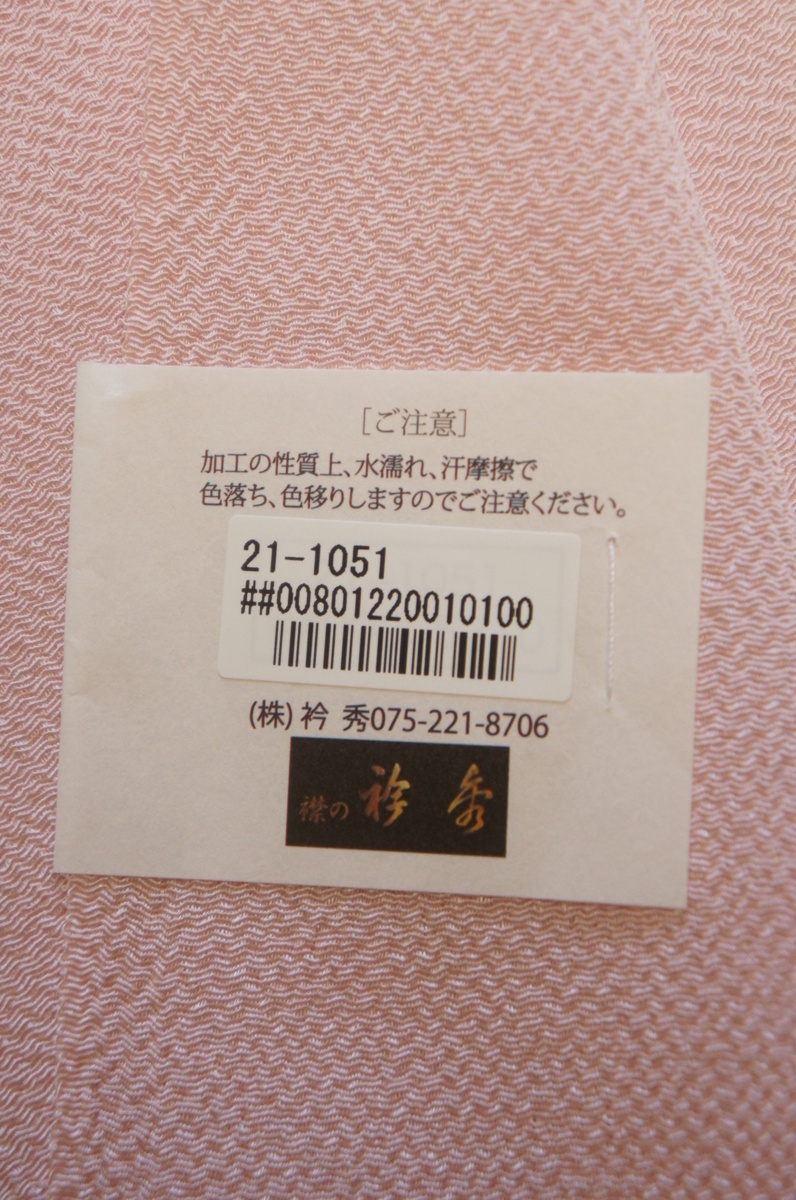 ［ご注意］
加工の性質上、水濡れ、汗摩擦で
色落ち、色移りしますのでご注意ください。
21-1051
##00801220010100
(株) 衿 秀075-221-8706
襟の 衿 秀